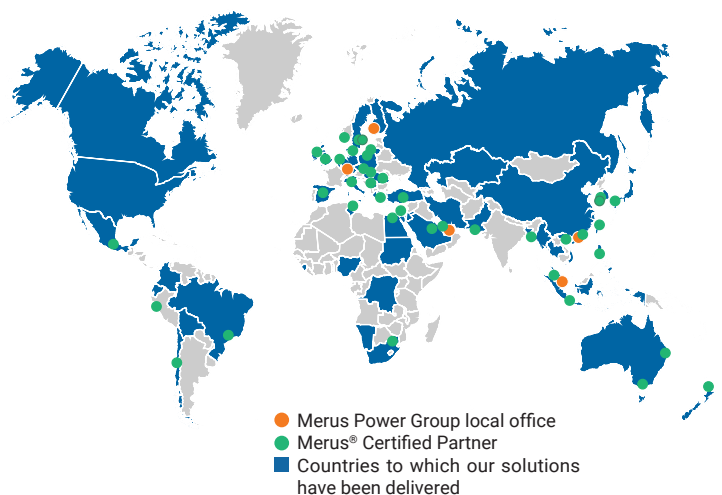 Merus Power Group local office
Merus® Certified Partner
Countries to which our solutions
have been delivered